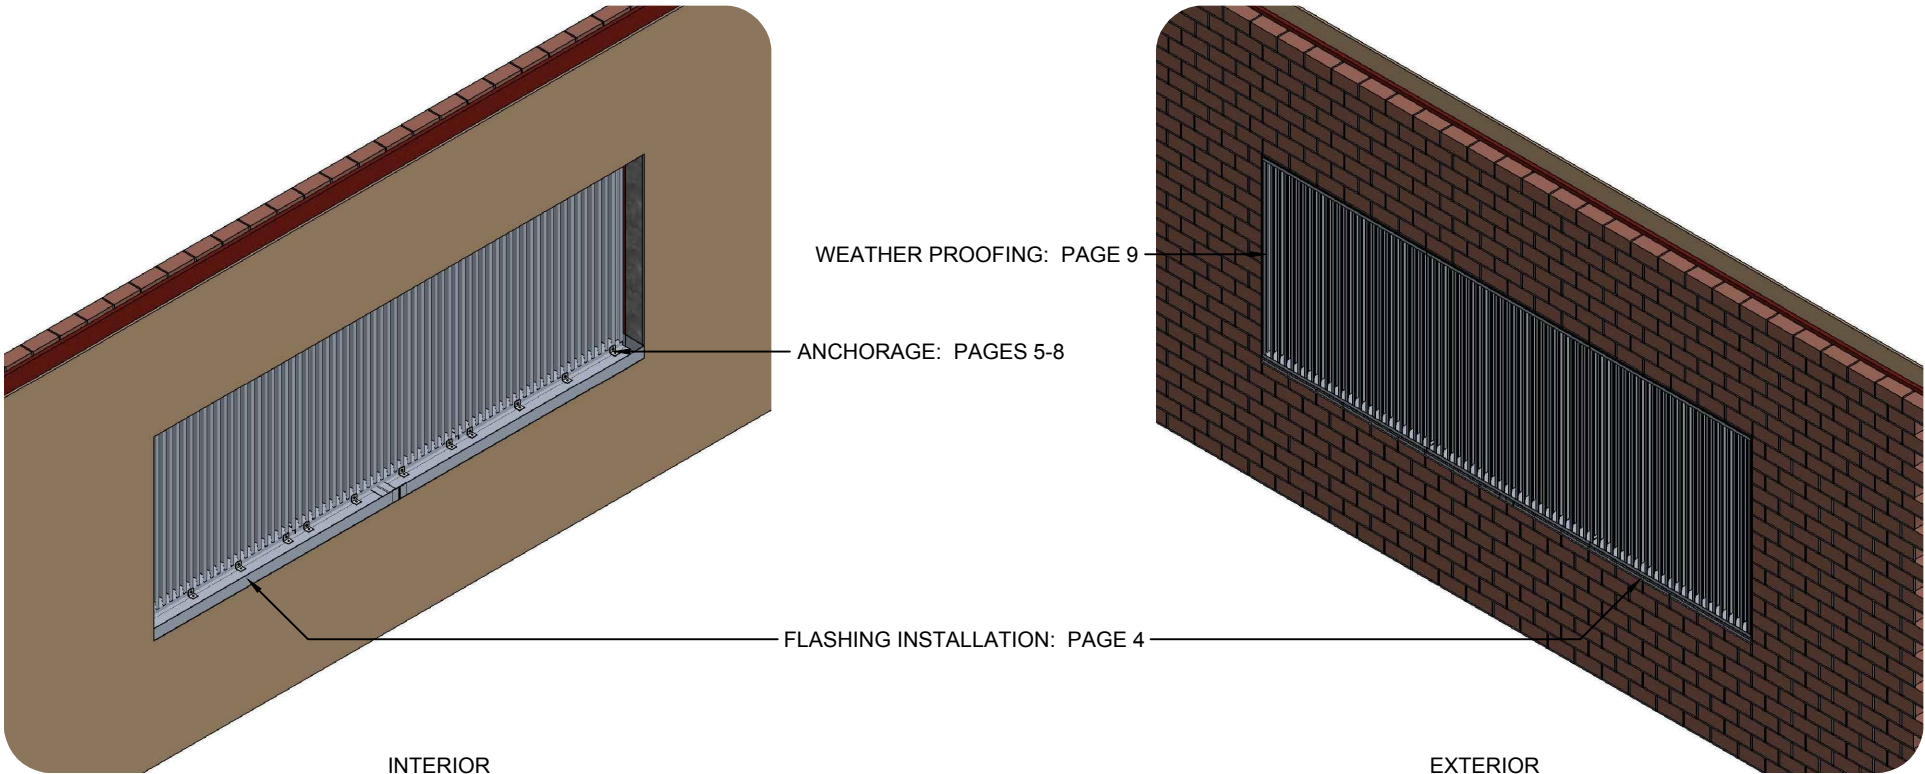 WEATHER PROOFING: PAGE 9
ANCHORAGE: PAGES 5-8
FLASHING INSTALLATION: PAGE 4
INTERIOR
EXTERIOR